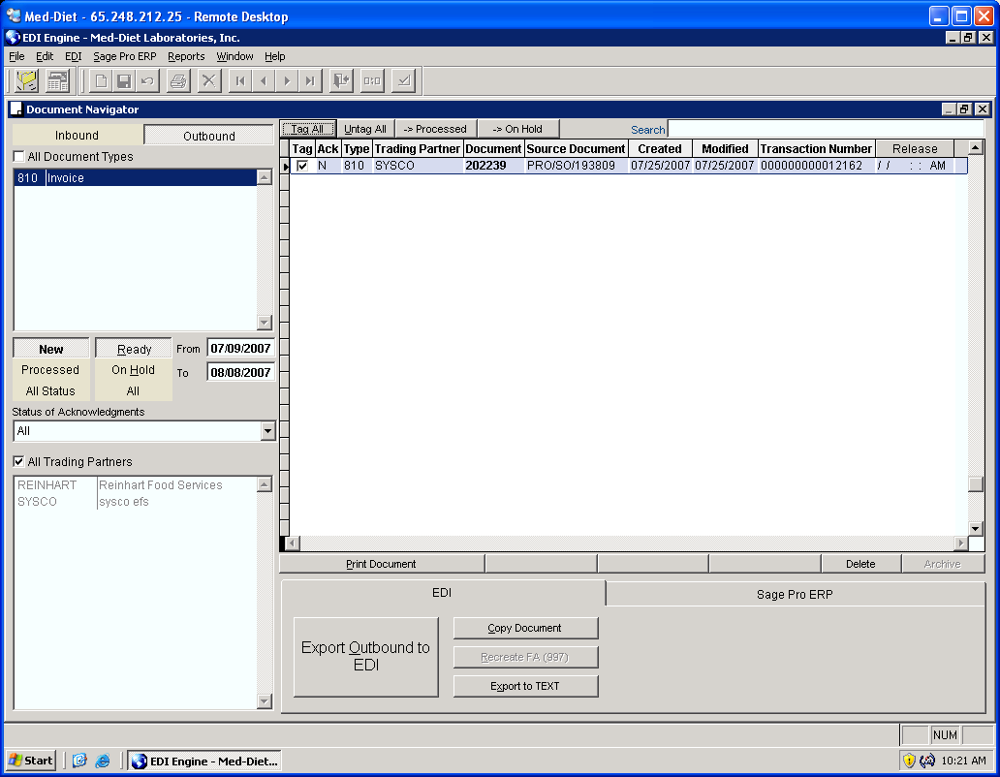 Med-Diet - 65.248.212.25 - Remote Desktop
EDI Engine - Med-Diet Laboratories, Inc.
File Edit EDI Sage Pro ERP Reports Window Help
Document Navigator
Inbound Outbound
All Document Types
810 Invoice
New Ready From 07/09/2007
Processed On Hold To 08/08/2007
All Status All
Status of Acknowledgments
All
All Trading Partners
REINHART Reinhart Food Services
SYSCO sysco efs
Tag All Untag All -> Processed -> On Hold Search
Tag Ack Type Trading Partner Document Source Document Created Modified Transaction Number Release
N 810 SYSCO 202239 PRO/SO/193809 07/25/2007 07/25/2007 000000000012162 / / : : AM
Print Document Delete Archive
EDI Sage Pro ERP
Export Outbound to
EDI
Copy Document
Recreate FA (997)
Export to TEXT
NUM
Start EDI Engine - Med-Diet... 10:21 AM